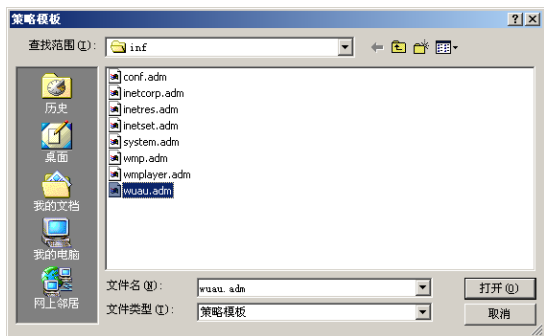 策略模板
查找范围(I):
inf
历史
桌面
我的文档
我的电脑
网上邻居
conf.adm
inetcorp.adm
inetres.adm
inetset.adm
system.adm
wmp.adm
wmplayer.adm
wuau.adm
文件名(N):
wuau.adm
打开(O)
文件类型(T):
策略模板
取消